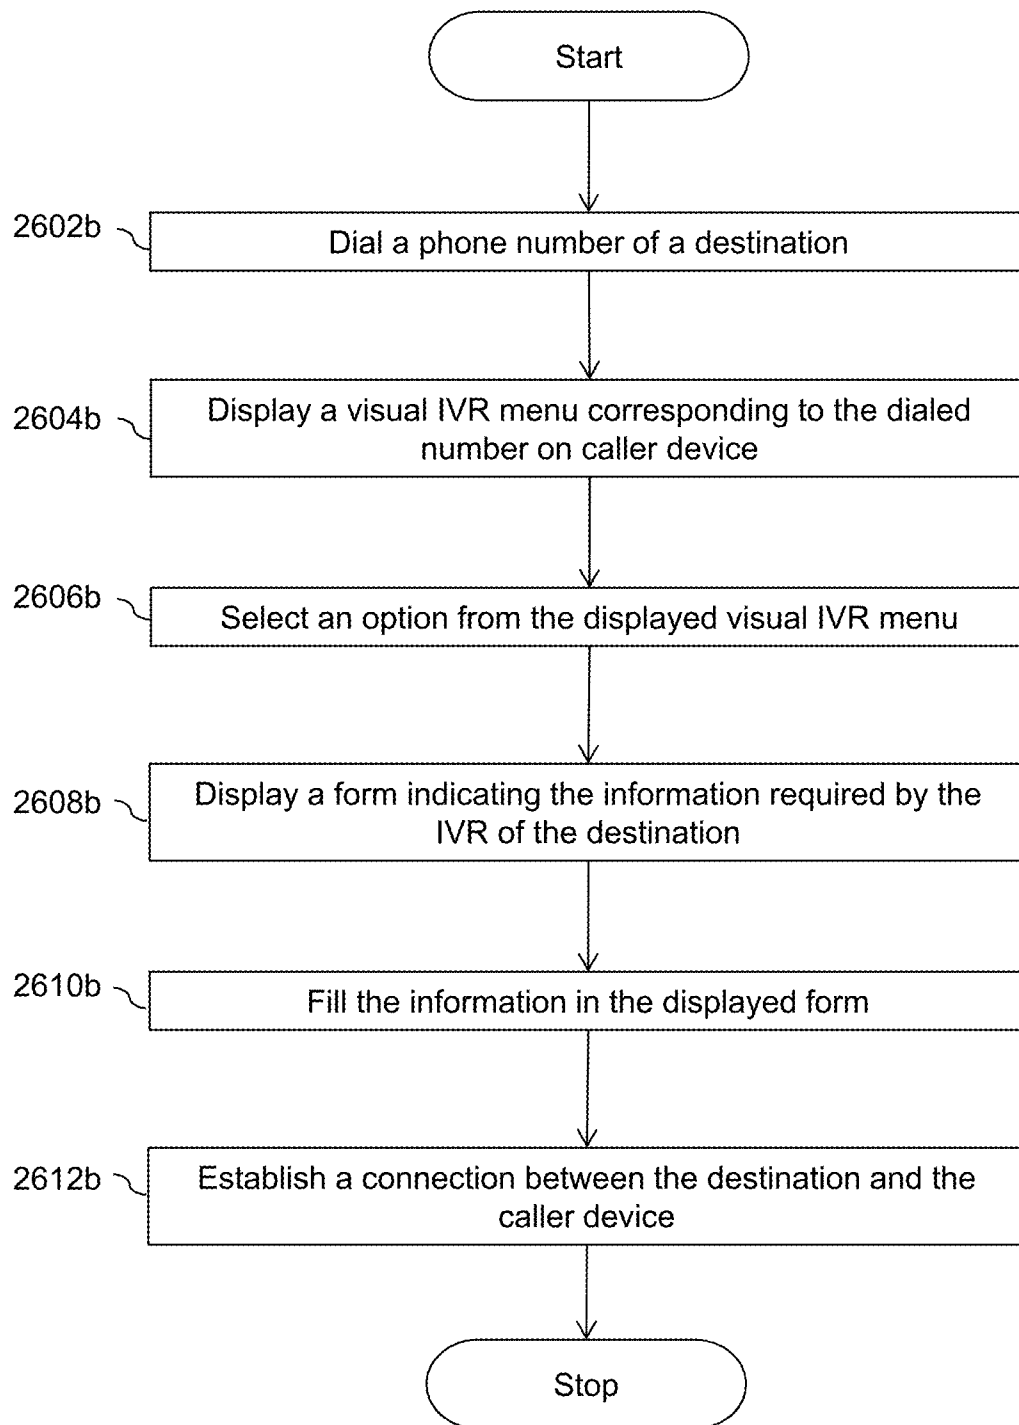 Start
2602b
Dial a phone number of a destination
2604b
Display a visual IVR menu corresponding to the dialed
number on caller device
2606b
Select an option from the displayed visual IVR menu
2608b
Display a form indicating the information required by the
IVR of the destination
2610b
Fill the information in the displayed form
2612b
Establish a connection between the destination and the
caller device
Stop